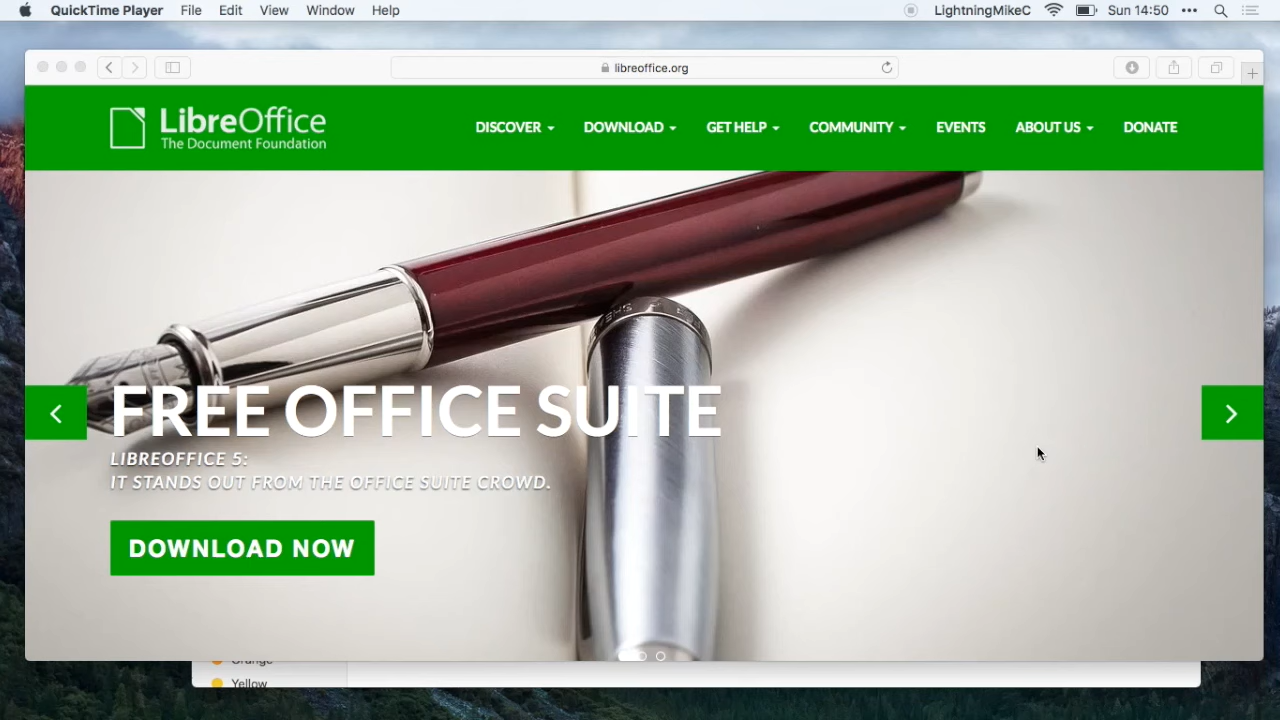 QuickTime Player File Edit View Window Help LightningMikeC Sun 14:50
libreoffice.org
LibreOffice
The Document Foundation
DISCOVER DOWNLOAD GET HELP COMMUNITY EVENTS ABOUT US DONATE
FREE OFFICE SUITE
LIBREOFFICE 5:
IT STANDS OUT FROM THE OFFICE SUITE CROWD.
DOWNLOAD NOW
Orange
Yellow